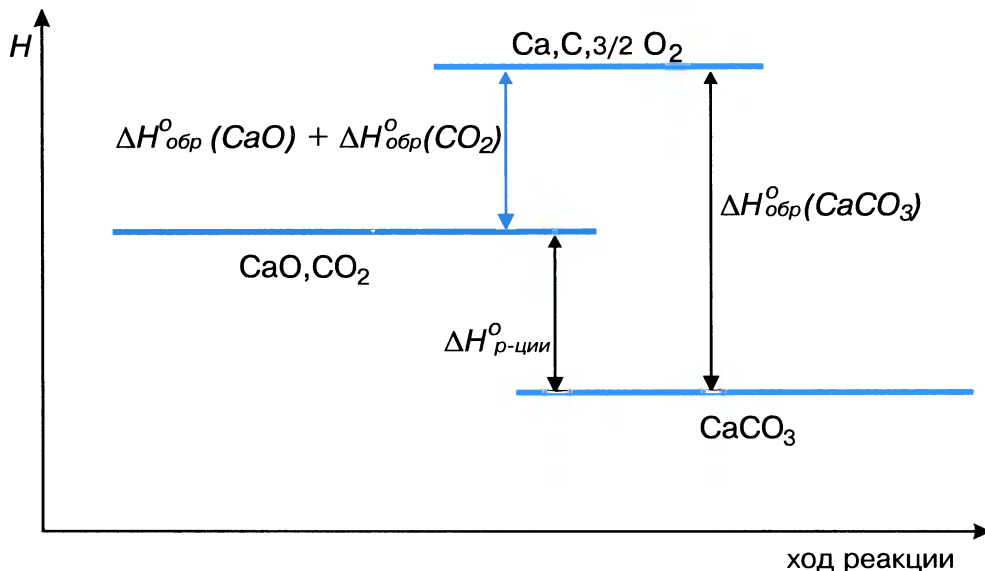 H
Ca,C,3/2 O₂
ΔH°обр (CaO) + ΔH°обр(CO₂)
ΔH°обр(CaCO₃)
CaO,CO₂
ΔH°р-ции
CaCO₃
ход реакции